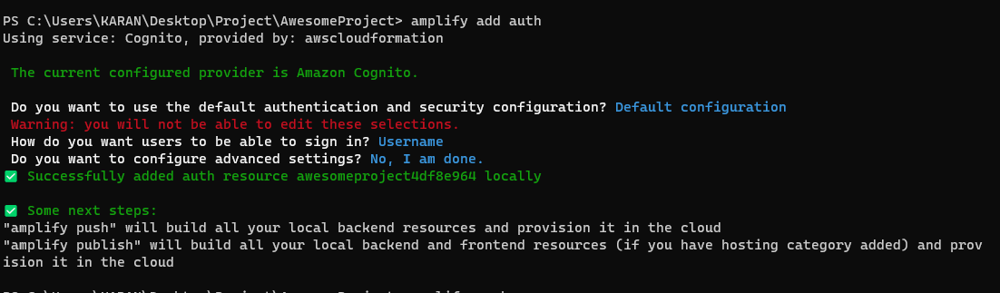 PS C:\Users\KARAN\Desktop\Project\AwesomeProject> amplify add auth
Using service: Cognito, provided by: awscloudformation
The current configured provider is Amazon Cognito.
Do you want to use the default authentication and security configuration? Default configuration
Warning: you will not be able to edit these selections.
How do you want users to be able to sign in? Username
Do you want to configure advanced settings? No, I am done.
✅ Successfully added auth resource awesomeproject4df8e964 locally
✅ Some next steps:
"amplify push" will build all your local backend resources and provision it in the cloud
"amplify publish" will build all your local backend and frontend resources (if you have hosting category added) and prov
ision it in the cloud